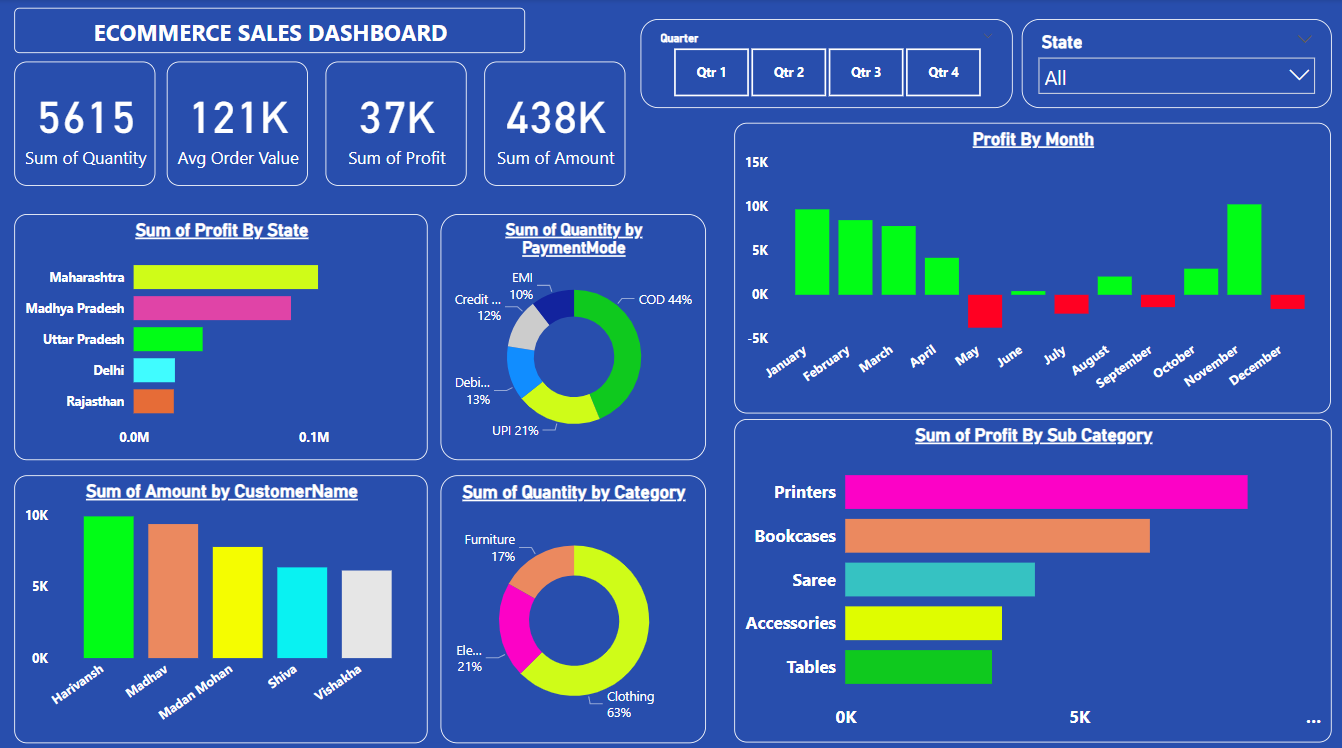 ECOMMERCE SALES DASHBOARD
Quarter
Qtr 1
Qtr 2
Qtr 3
Qtr 4
State
All
5615
Sum of Quantity
121K
Avg Order Value
37K
Sum of Profit
438K
Sum of Amount
Profit By Month
15K
10K
5K
0K
-5K
January
February
March
April
May
June
July
August
September
October
November
December
Sum of Profit By State
Maharashtra
Madhya Pradesh
Uttar Pradesh
Delhi
Rajasthan
0.0M
0.1M
Sum of Quantity by
PaymentMode
EMI
10%
Credit ...
12%
COD 44%
Debi...
13%
UPI 21%
Sum of Amount by CustomerName
10K
5K
0K
Harivansh
Madhav
Madan Mohan
Shiva
Vishakha
Sum of Quantity by Category
Furniture
17%
Ele...
21%
Clothing
63%
Sum of Profit By Sub Category
Printers
Bookcases
Saree
Accessories
Tables
0K
5K
...